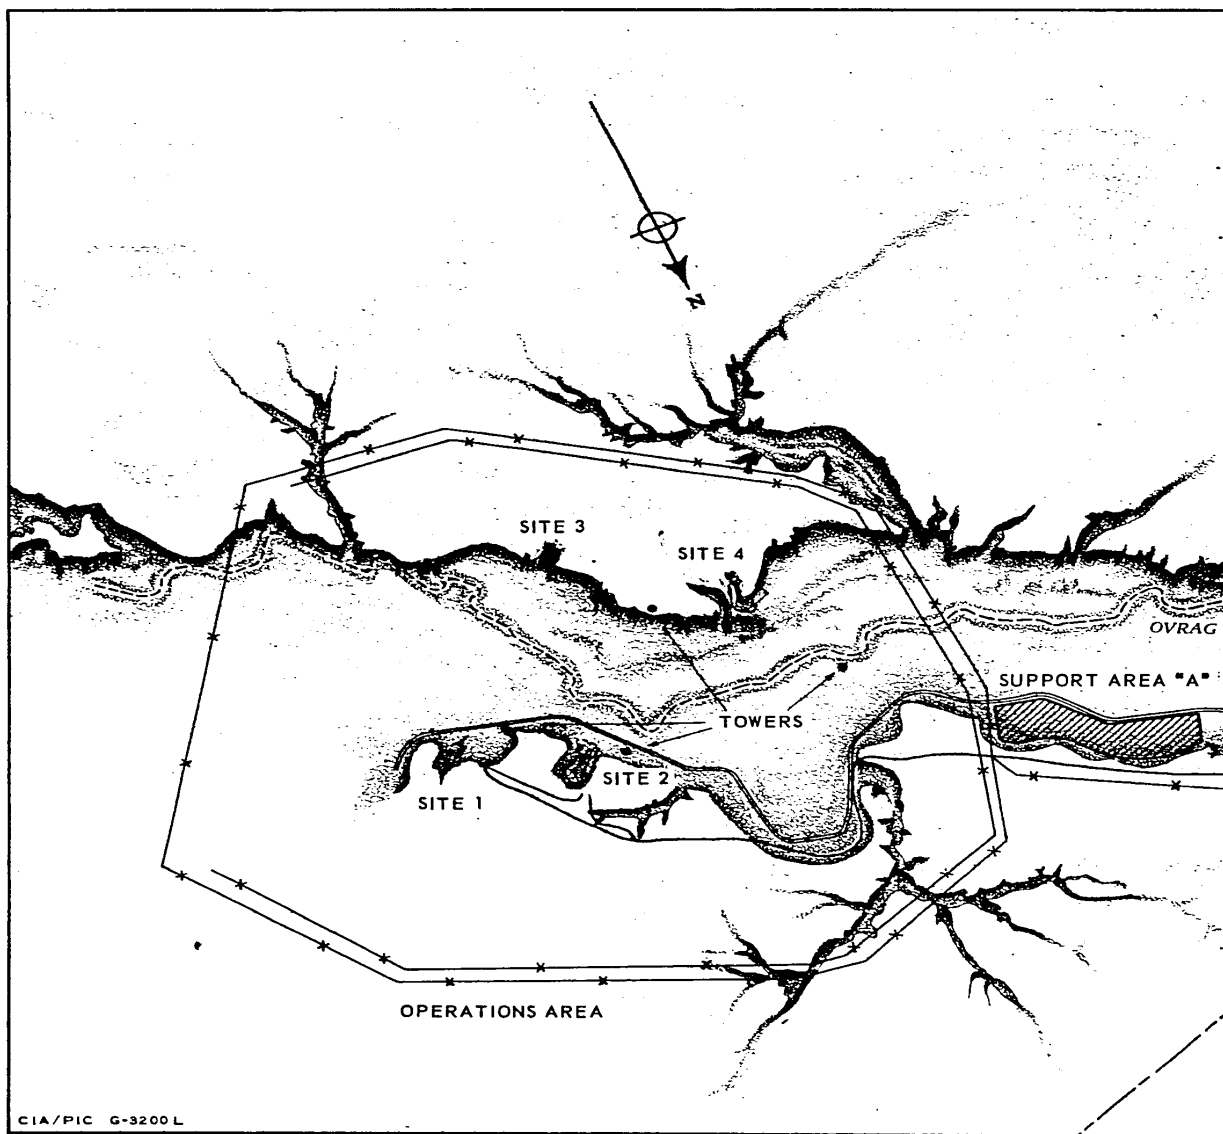 N
SITE 3
SITE 4
OVRAG
SUPPORT AREA "A"
TOWERS
SITE 2
SITE 1
OPERATIONS AREA
CIA/PIC G-3200 L